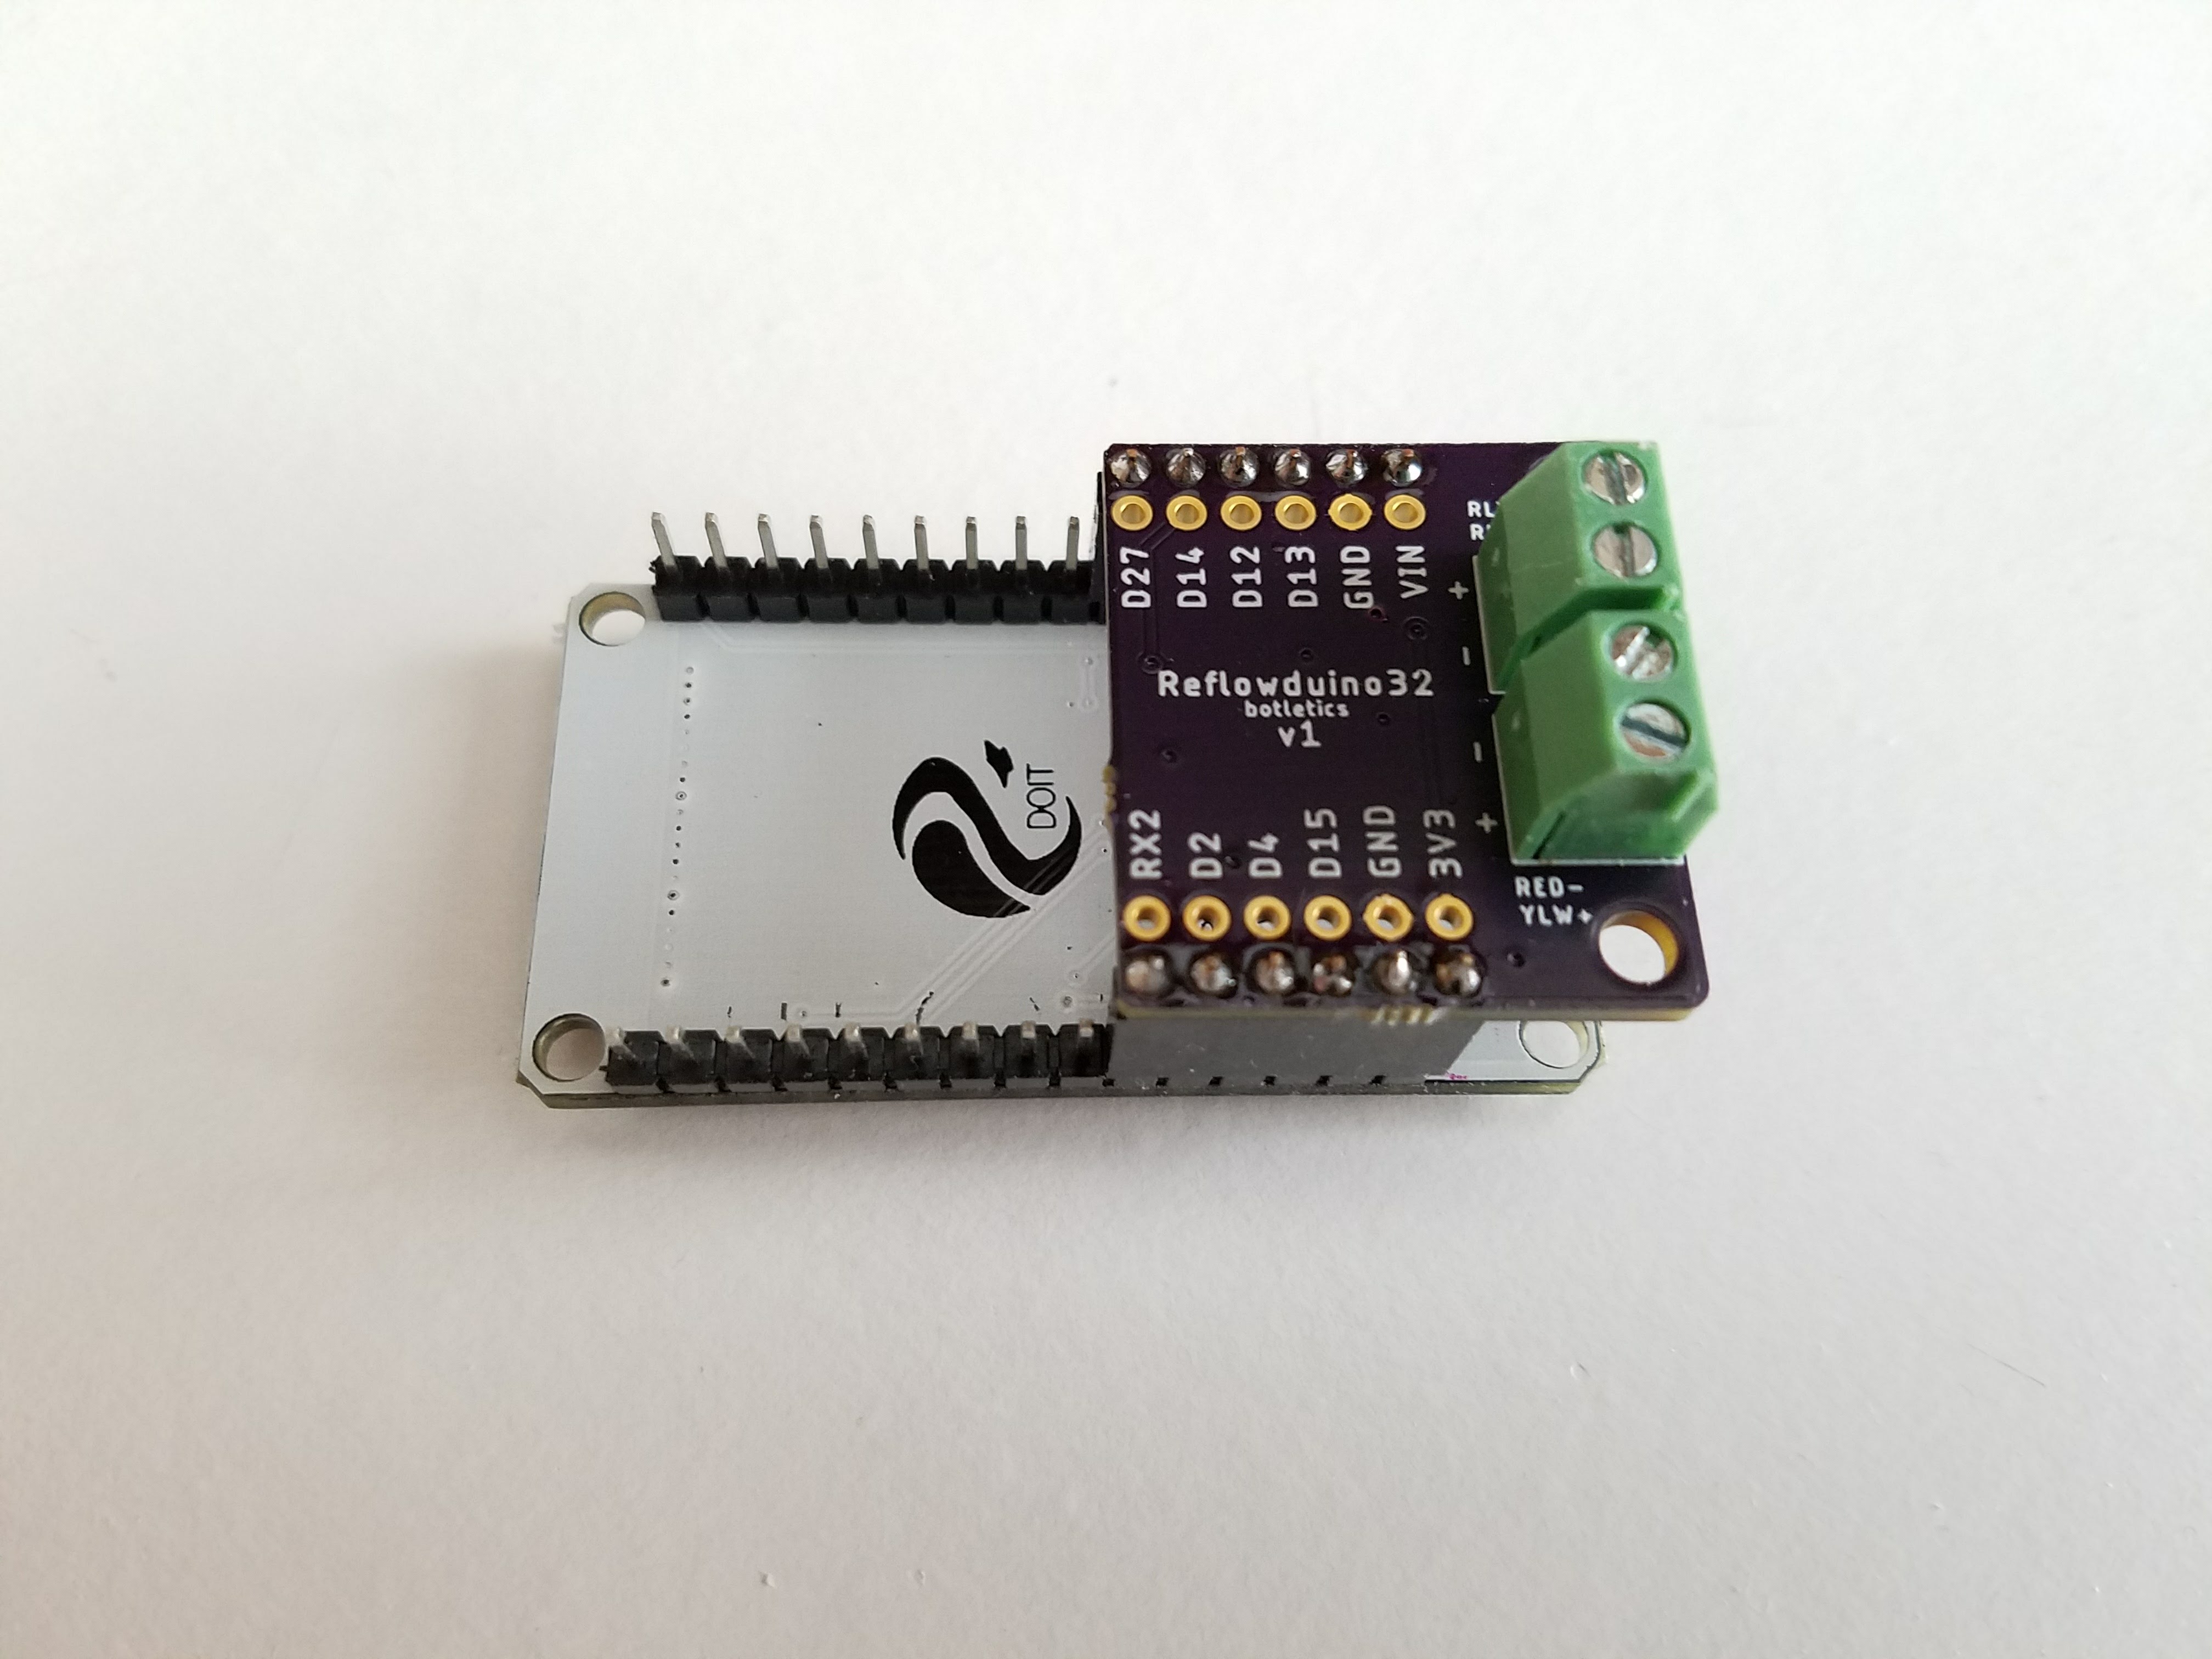 D27 D14 D12 D13 GND VIN
+
-
Reflowduino32
botletics
v1
-
+
RX2 D2 D4 D15 GND 3V3
RED-
YLW+
DOIT